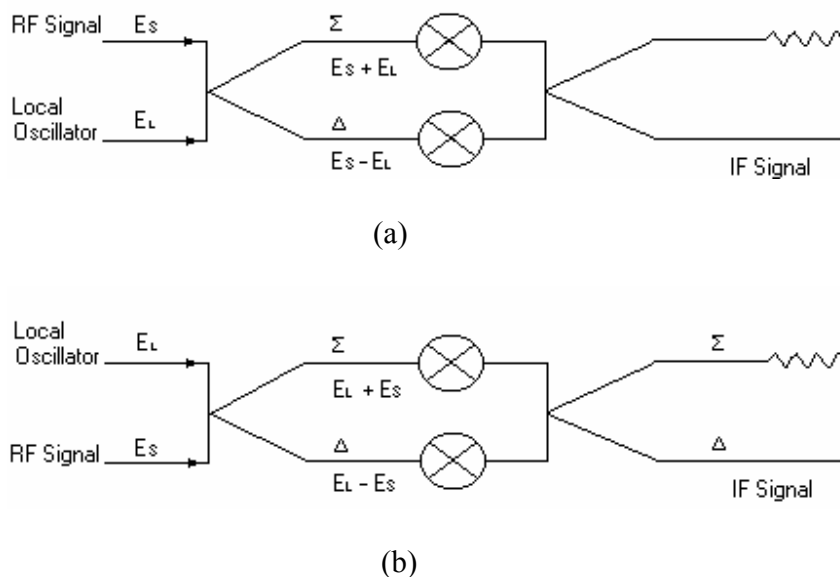 RF Signal
Es
Σ
Es + EL
Local
Oscillator
EL
Δ
Es – EL
IF Signal
(a)
Local
Oscillator
EL
Σ
EL + Es
Σ
RF Signal
Es
Δ
EL – Es
Δ
IF Signal
(b)